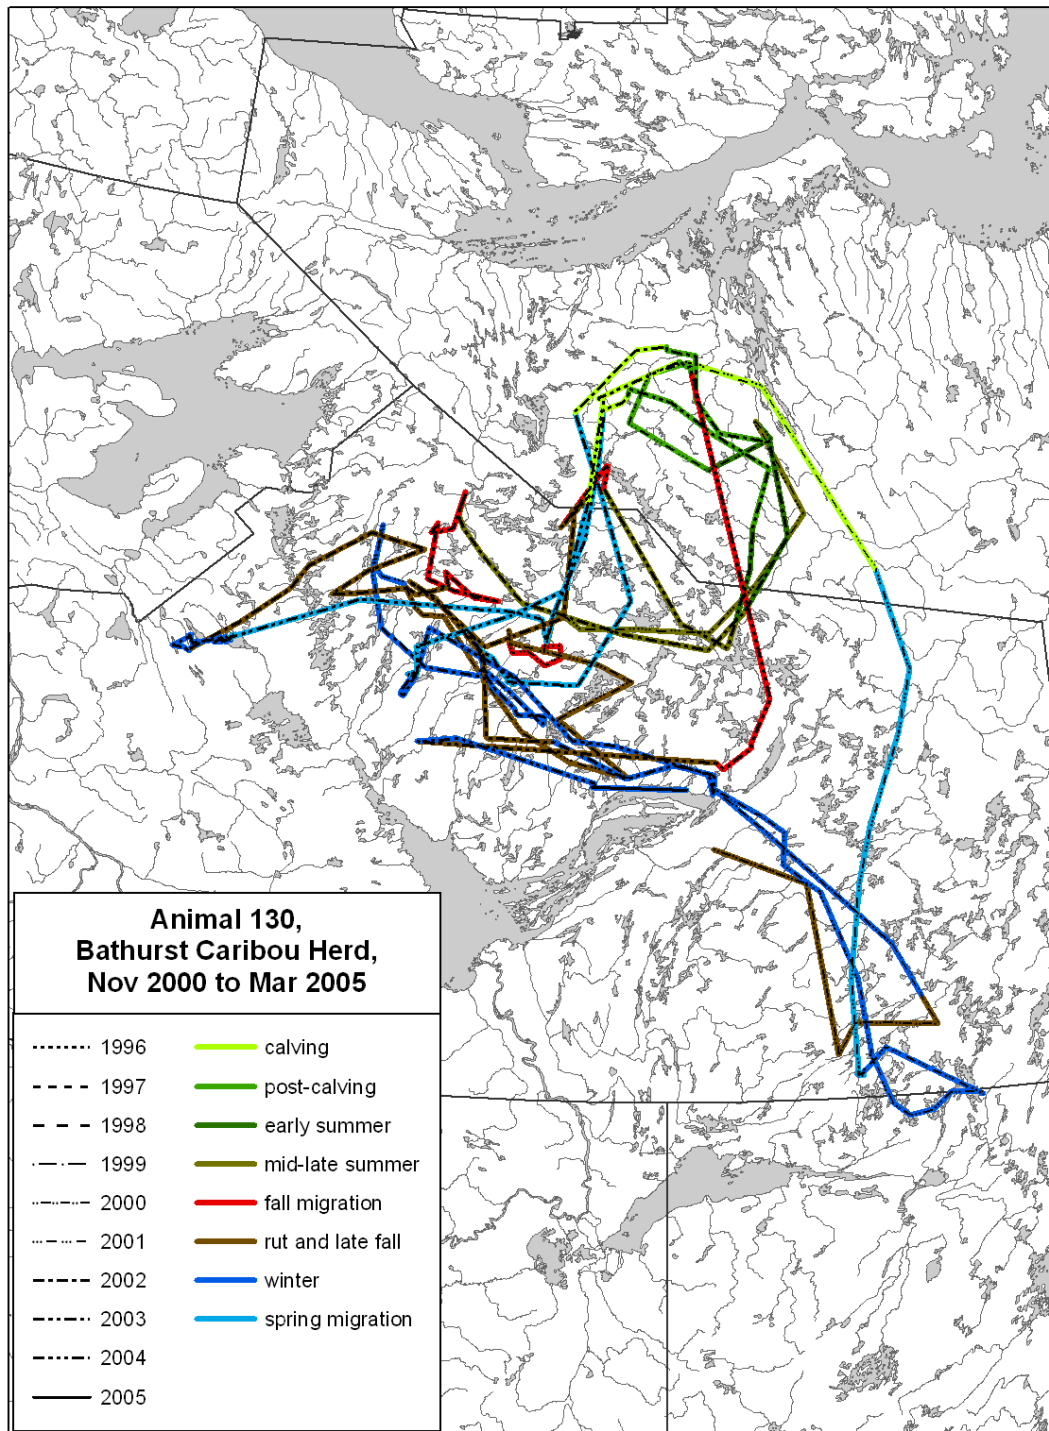 Animal 130,
Bathurst Caribou Herd,
Nov 2000 to Mar 2005
1996
1997
1998
1999
2000
2001
2002
2003
2004
2005
calving
post-calving
early summer
mid-late summer
fall migration
rut and late fall
winter
spring migration